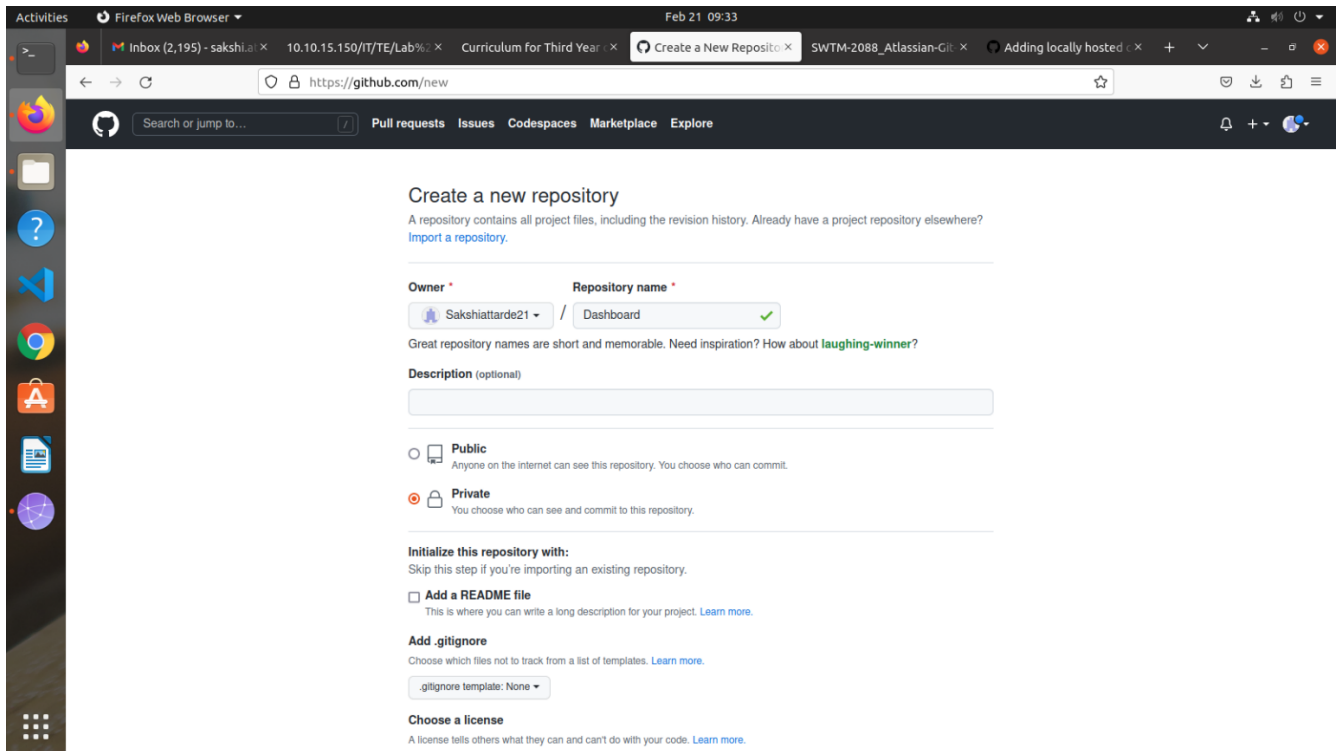 Activities
Firefox Web Browser
Feb 21 09:33
Inbox (2,195) - sakshi.a
10.10.15.150/IT/TE/Lab%2
Curriculum for Third Year
Create a New Reposito
SWTM-2088_Atlassian-Git
Adding locally hosted
https://github.com/new
Search or jump to...
/
Pull requests Issues Codespaces Marketplace Explore
Create a new repository
A repository contains all project files, including the revision history. Already have a project repository elsewhere?
Import a repository.
Owner * Repository name *
Sakshiattarde21 / Dashboard
Great repository names are short and memorable. Need inspiration? How about laughing-winner?
Description (optional)
Public
Anyone on the internet can see this repository. You choose who can commit.
Private
You choose who can see and commit to this repository.
Initialize this repository with:
Skip this step if you're importing an existing repository.
Add a README file
This is where you can write a long description for your project. Learn more.
Add .gitignore
Choose which files not to track from a list of templates. Learn more.
.gitignore template: None
Choose a license
A license tells others what they can and can't do with your code. Learn more.